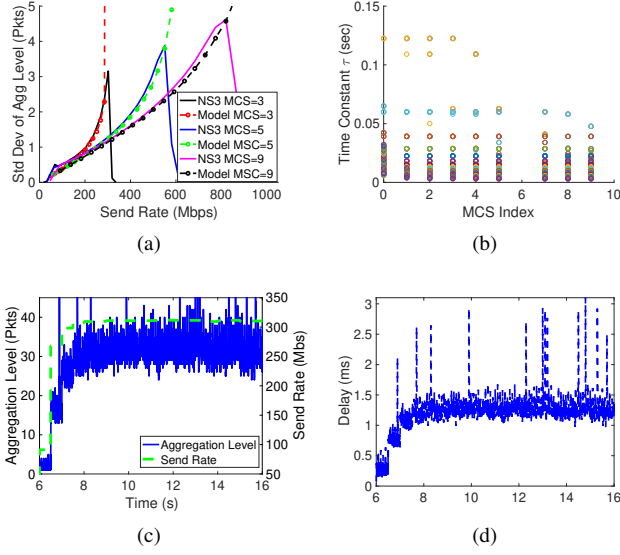 Std Dev of Agg Level (Pkts)
5
4
3
2
1
0
0 200 400 600 800 1000
Send Rate (Mbps)
NS3 MCS=3
Model MCS=3
NS3 MCS=5
Model MSC=5
NS3 MCS=9
Model MSC=9
(a)
Time Constant τ (sec)
0.15
0.1
0.05
0
0 2 4 6 8 10
MCS Index
(b)
Aggregation Level (Pkts)
40
30
20
10
0
6 8 10 12 14 16
Time (s)
350
300
250
200
150
100
50
Send Rate (Mbs)
Aggregation Level
Send Rate
(c)
Delay (ms)
3
2.5
2
1.5
1
0.5
0
6 8 10 12 14 16
(d)